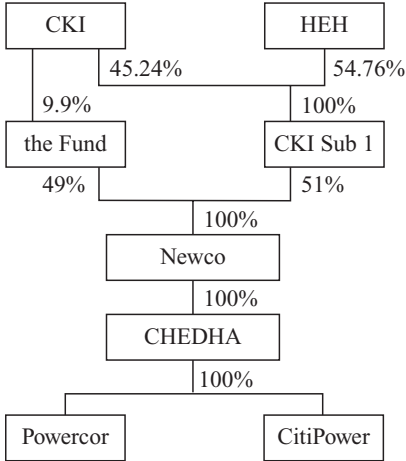 CKI HEH
45.24% 54.76%
9.9% 100%
the Fund CKI Sub 1
49% 51%
100%
Newco
100%
CHEDHA
100%
Powercor CitiPower